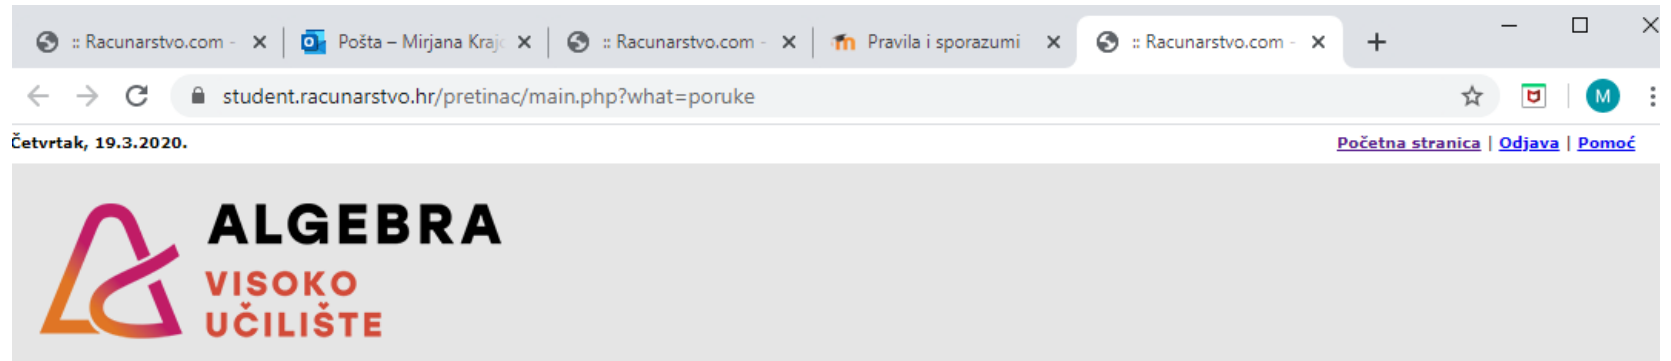 :: Racunarstvo.com - Pošta – Mirjana Krajc :: Racunarstvo.com - Pravila i sporazumi :: Racunarstvo.com -
student.racunarstvo.hr/pretinac/main.php?what=poruke M
Četvrtak, 19.3.2020. Početna stranica | Odjava | Pomoć
ALGEBRA
VISOKO
UČILIŠTE